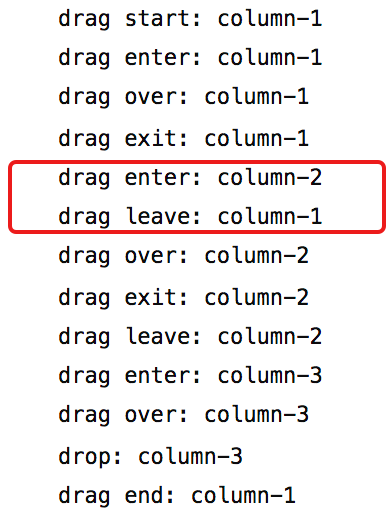 drag start: column-1
drag enter: column-1
drag over: column-1
drag exit: column-1
drag enter: column-2
drag leave: column-1
drag over: column-2
drag exit: column-2
drag leave: column-2
drag enter: column-3
drag over: column-3
drop: column-3
drag end: column-1